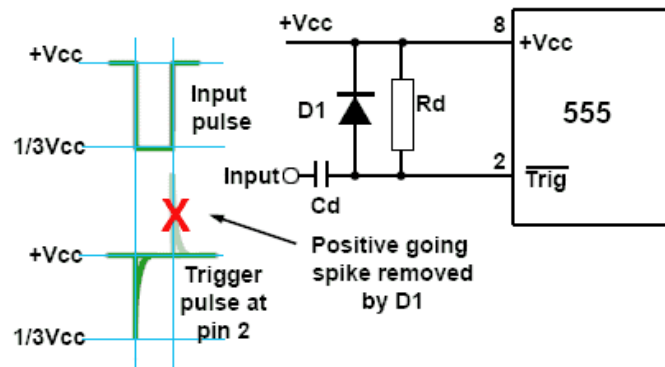 +Vcc
Input
pulse
1/3Vcc
+Vcc
Trigger
pulse at
pin 2
1/3Vcc
Positive going
spike removed
by D1
+Vcc
8
+Vcc
D1
Rd
555
Input
Cd
2
Trig